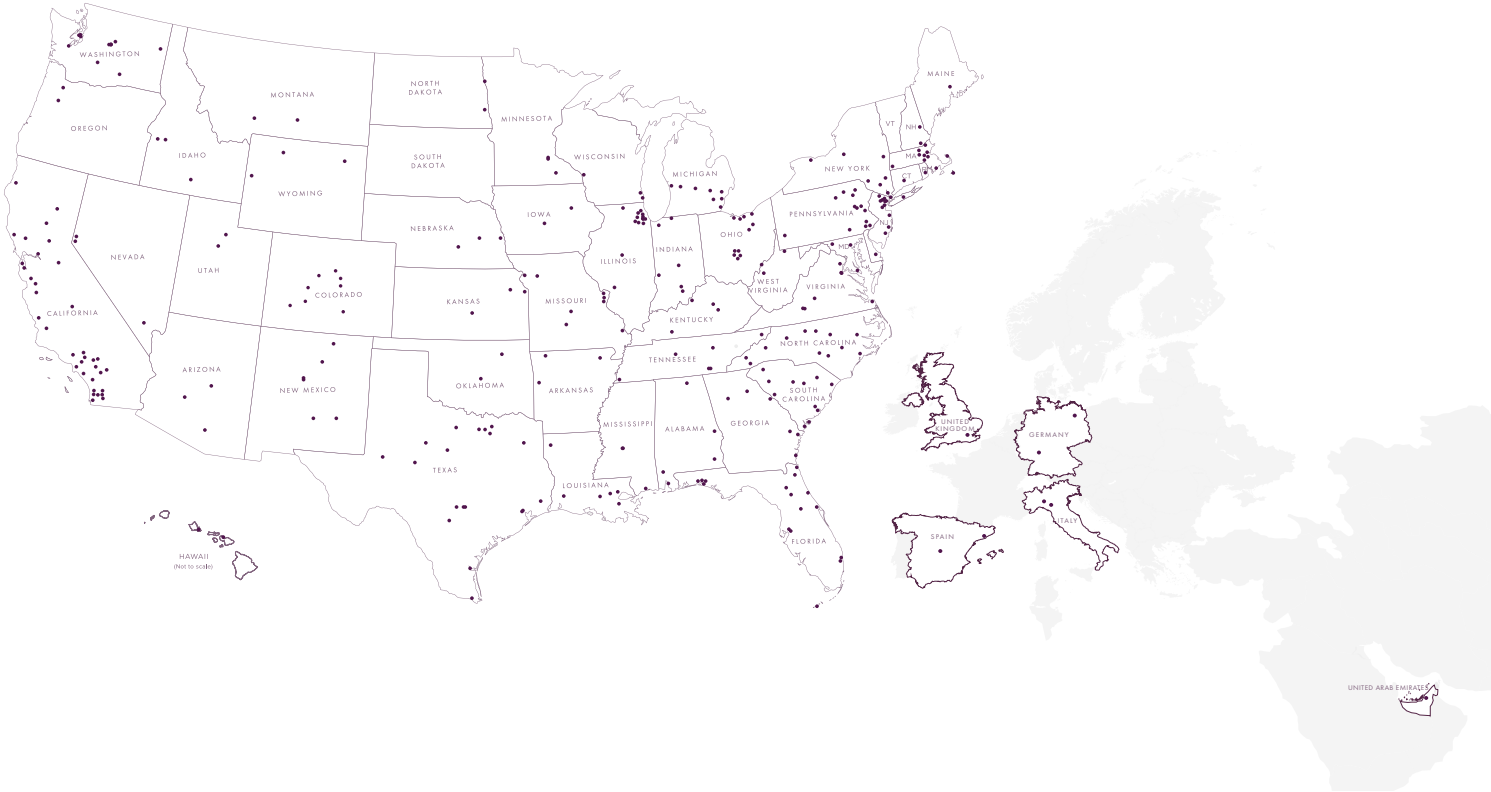 WASHINGTON
MONTANA
NORTH
DAKOTA
MINNESOTA
MAINE
OREGON
IDAHO
WYOMING
SOUTH
DAKOTA
WISCONSIN
MICHIGAN
NEW YORK
VT
NH
MA
CT
NEVADA
UTAH
COLORADO
NEBRASKA
IOWA
ILLINOIS
INDIANA
OHIO
PENNSYLVANIA
NJ
MD
CALIFORNIA
KANSAS
MISSOURI
KENTUCKY
WEST
VIRGINIA
VIRGINIA
ARIZONA
NEW MEXICO
OKLAHOMA
ARKANSAS
TENNESSEE
NORTH CAROLINA
SOUTH
CAROLINA
TEXAS
LOUISIANA
MISSISSIPPI
ALABAMA
GEORGIA
FLORIDA
HAWAII
(Not to scale)
UNITED
KINGDOM
GERMANY
SPAIN
ITALY
UNITED ARAB EMIRATES